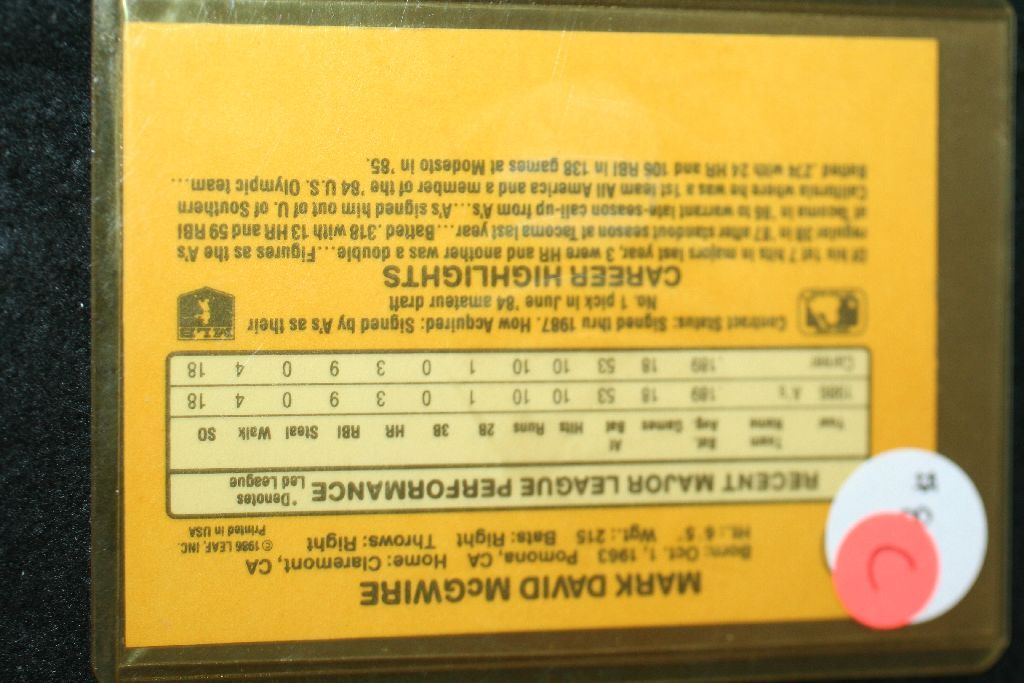 MARK DAVID McGWIRE
Born: Oct. 1, 1963 Pomona, CA Home: Claremont, CA
Ht.: 6'5" Wgt.: 215 Bats: Right Throws: Right
© 1986 LEAF, INC.
Printed in USA
RECENT MAJOR LEAGUE PERFORMANCE *Denotes Led League
Year Team Name Bat. Avg. Games At Bat Hits Runs 2B 3B HR RBI Steal Walk SO
1986 A's .189 18 53 10 10 1 0 3 9 0 4 18
Career .189 18 53 10 10 1 0 3 9 0 4 18
Contract Status: Signed thru 1987. How Acquired: Signed by A's as their
No. 1 pick in June '84 amateur draft
MLB
CAREER HIGHLIGHTS
Of his 1st 7 hits in majors last year, 3 were HR and another was a double...Figures as the A's
regular 3B in '87 after standout season at Tacoma last year...Batted .318 with 13 HR and 59 RBI
at Tacoma in '86 to warrant late-season call-up from A's...A's signed him out of U. of Southern
California where he was a 1st team All America and a member of the '84 U.S. Olympic team...
Batted .274 with 24 HR and 106 RBI in 138 games at Modesto in '85.
C